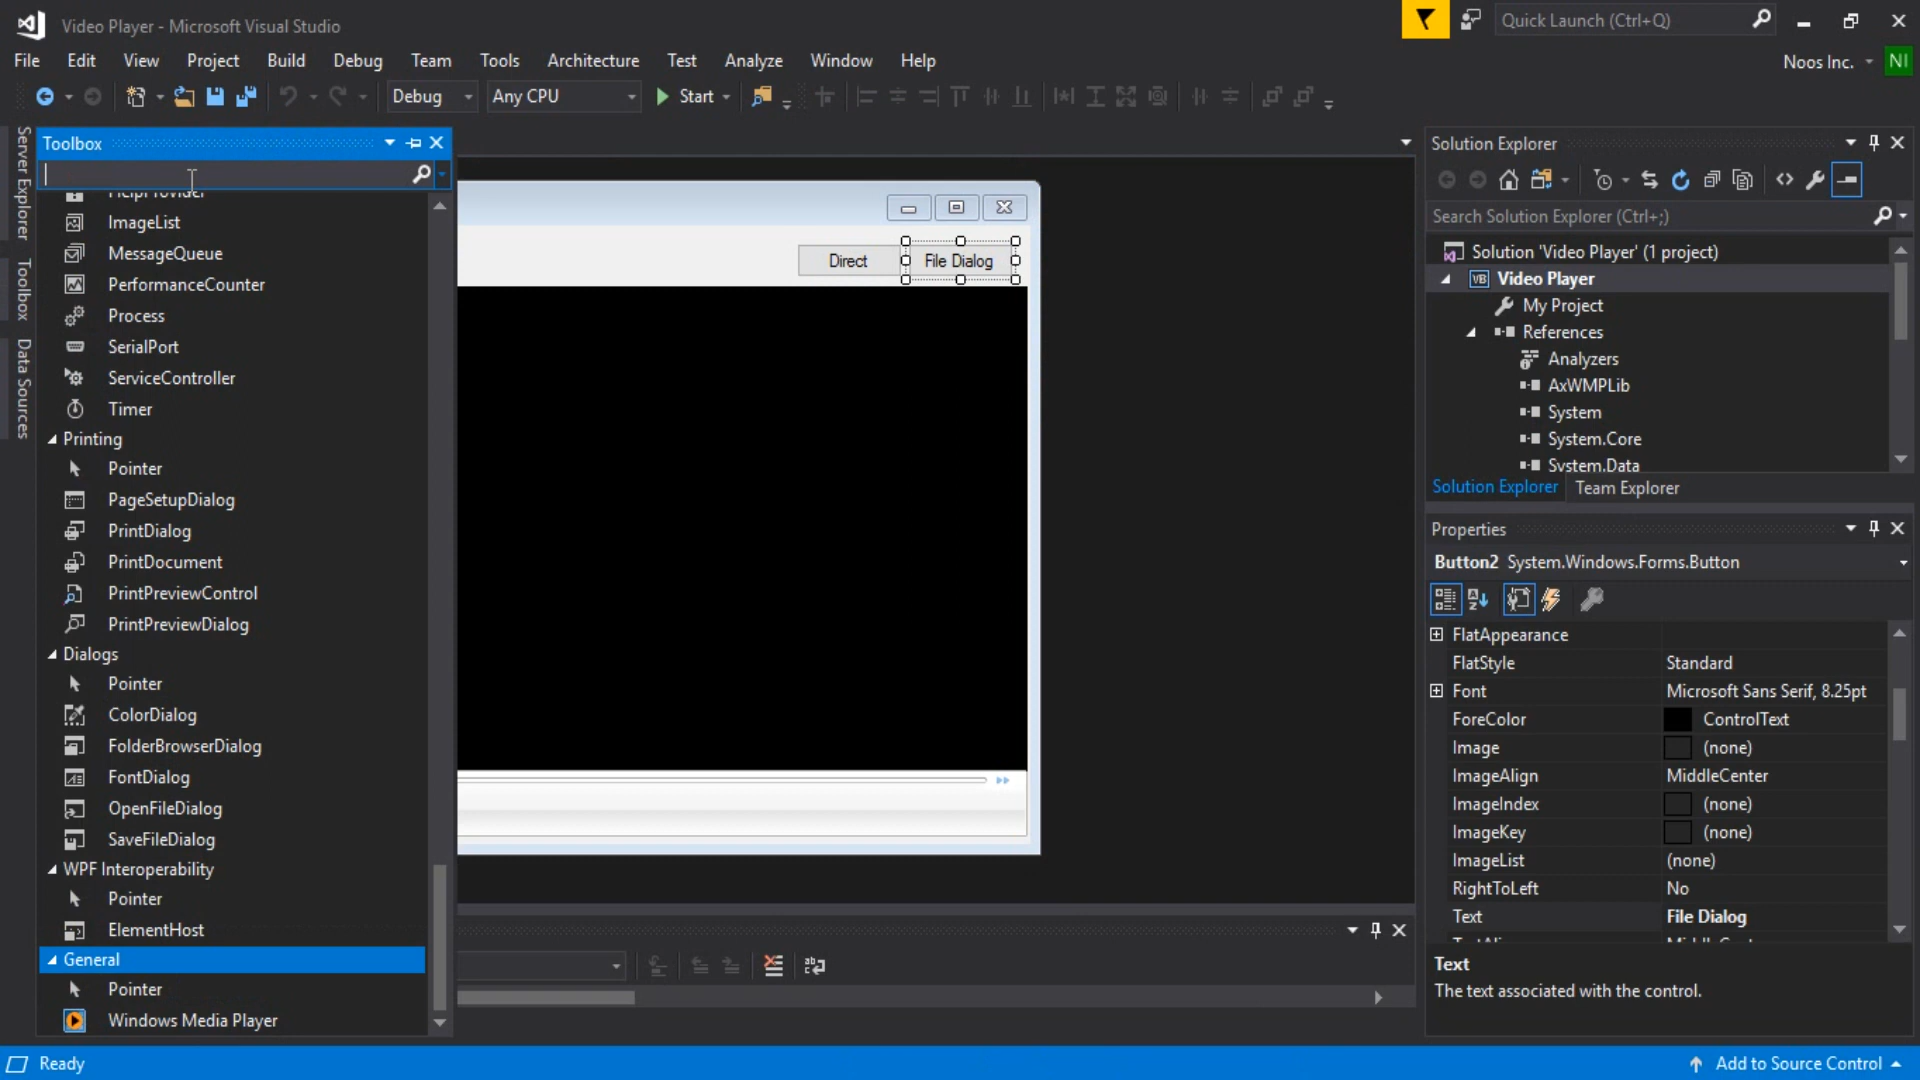 Video Player - Microsoft Visual Studio
Quick Launch (Ctrl+Q)
File Edit View Project Build Debug Team Tools Architecture Test Analyze Window Help
Noos Inc. NI
Debug Any CPU Start
Server Explorer
Toolbox
Data Sources
Toolbox
HelpProvider
ImageList
MessageQueue
PerformanceCounter
Process
SerialPort
ServiceController
Timer
Printing
Pointer
PageSetupDialog
PrintDialog
PrintDocument
PrintPreviewControl
PrintPreviewDialog
Dialogs
Pointer
ColorDialog
FolderBrowserDialog
FontDialog
OpenFileDialog
SaveFileDialog
WPF Interoperability
Pointer
ElementHost
General
Pointer
Windows Media Player
Direct File Dialog
Solution Explorer
Search Solution Explorer (Ctrl+;)
Solution 'Video Player' (1 project)
VB Video Player
My Project
References
Analyzers
AxWMPLib
System
System.Core
System.Data
Solution Explorer Team Explorer
Properties
Button2 System.Windows.Forms.Button
FlatAppearance
FlatStyle Standard
Font Microsoft Sans Serif, 8.25pt
ForeColor ControlText
Image (none)
ImageAlign MiddleCenter
ImageIndex (none)
ImageKey (none)
ImageList (none)
RightToLeft No
Text File Dialog
Text
The text associated with the control.
Ready
Add to Source Control